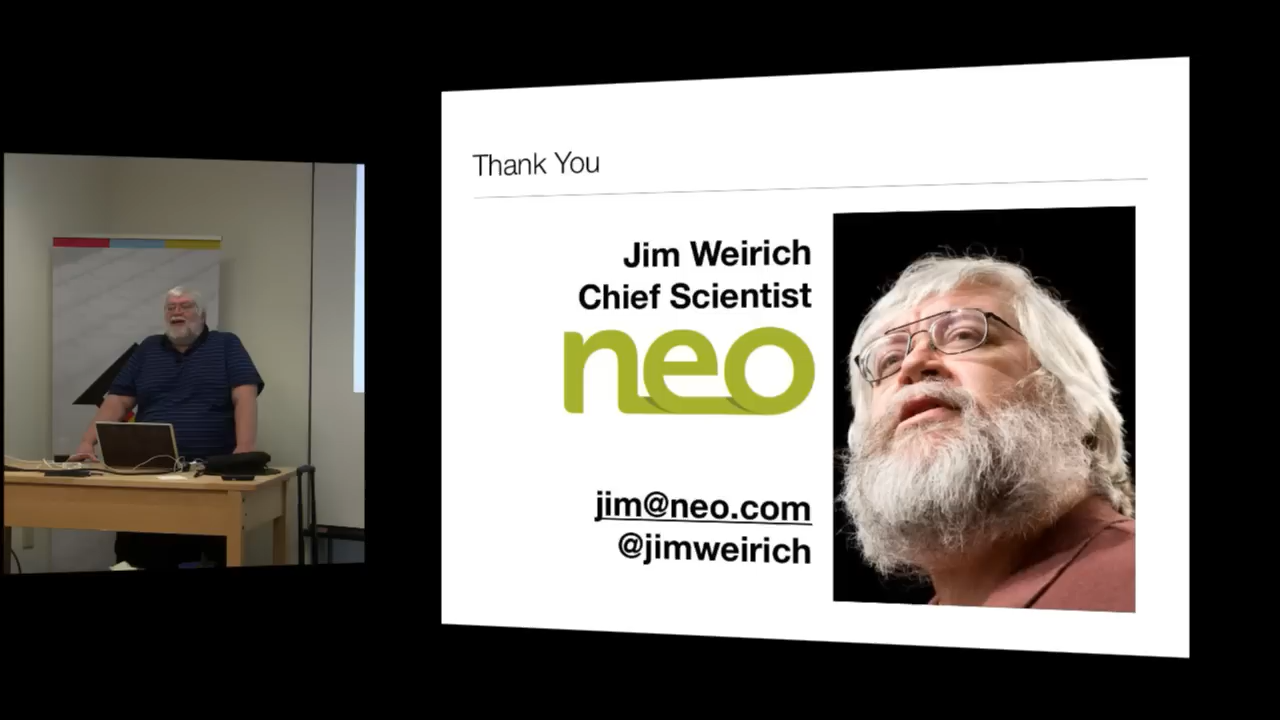 Thank You
Jim Weirich
Chief Scientist
neo
jim@neo.com
@jimweirich